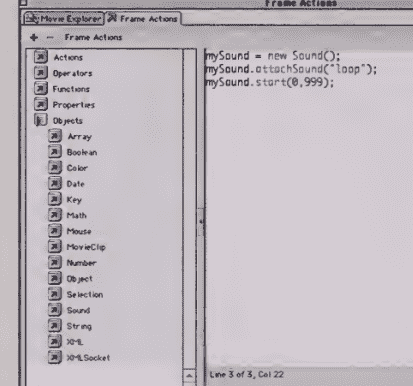 Frame Actions
Movie Explorer
Frame Actions
+ - Frame Actions
Actions
Operators
Functions
Properties
Objects
Array
Boolean
Color
Date
Key
Math
Mouse
MovieClip
Number
Object
Selection
Sound
String
XML
XMLSocket
mySound = new Sound();
mySound.attachSound("loop");
mySound.start(0,999);
Line 3 of 3, Col 22